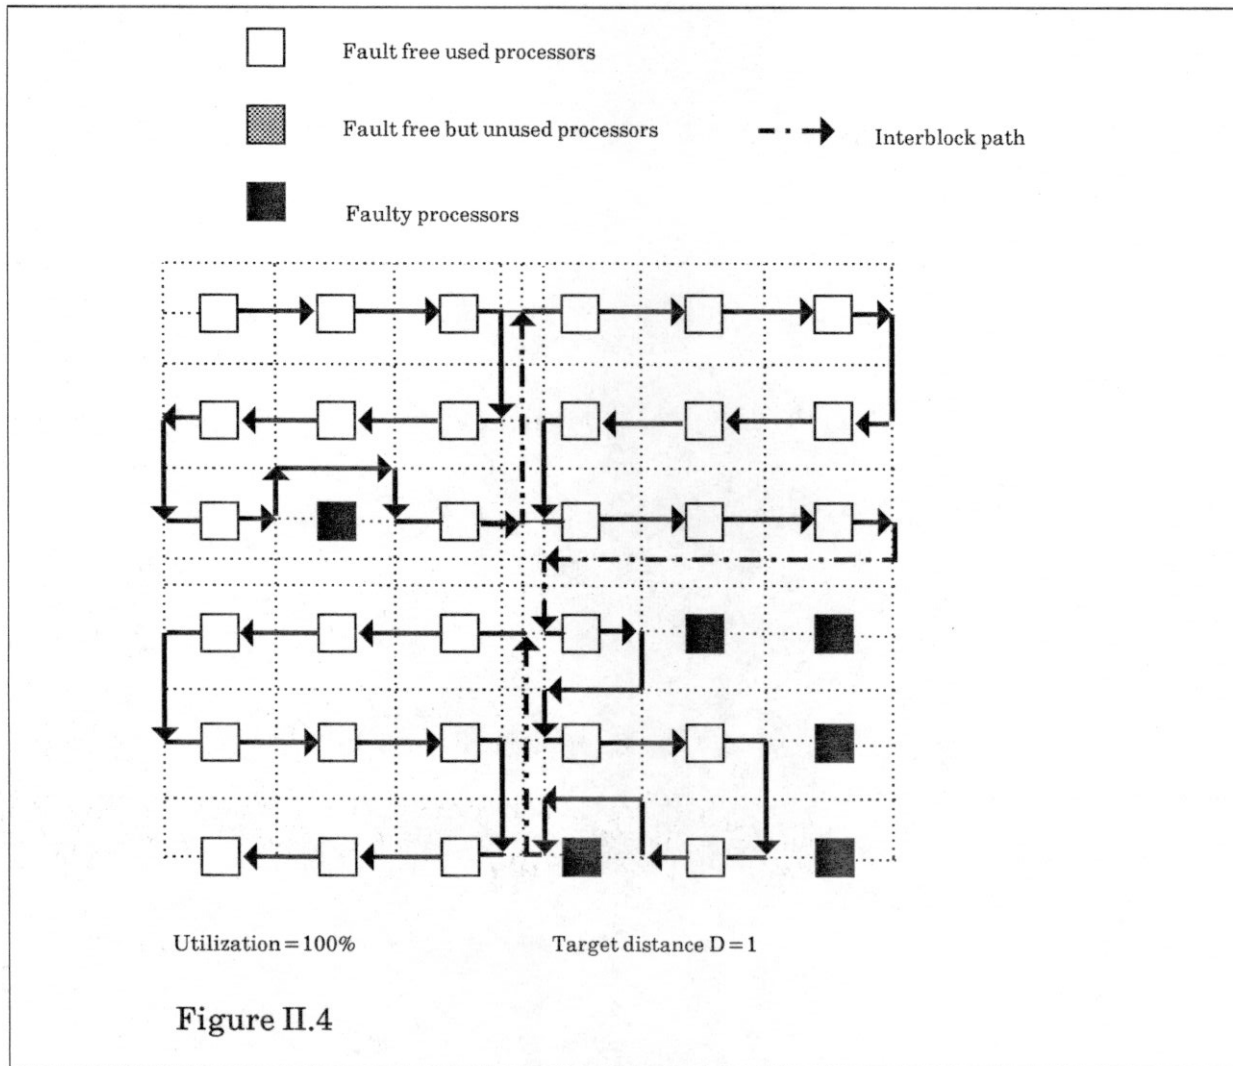 Fault free used processors
Fault free but unused processors
Interblock path
Faulty processors
Utilization=100%
Target distance D=1
Figure II.4